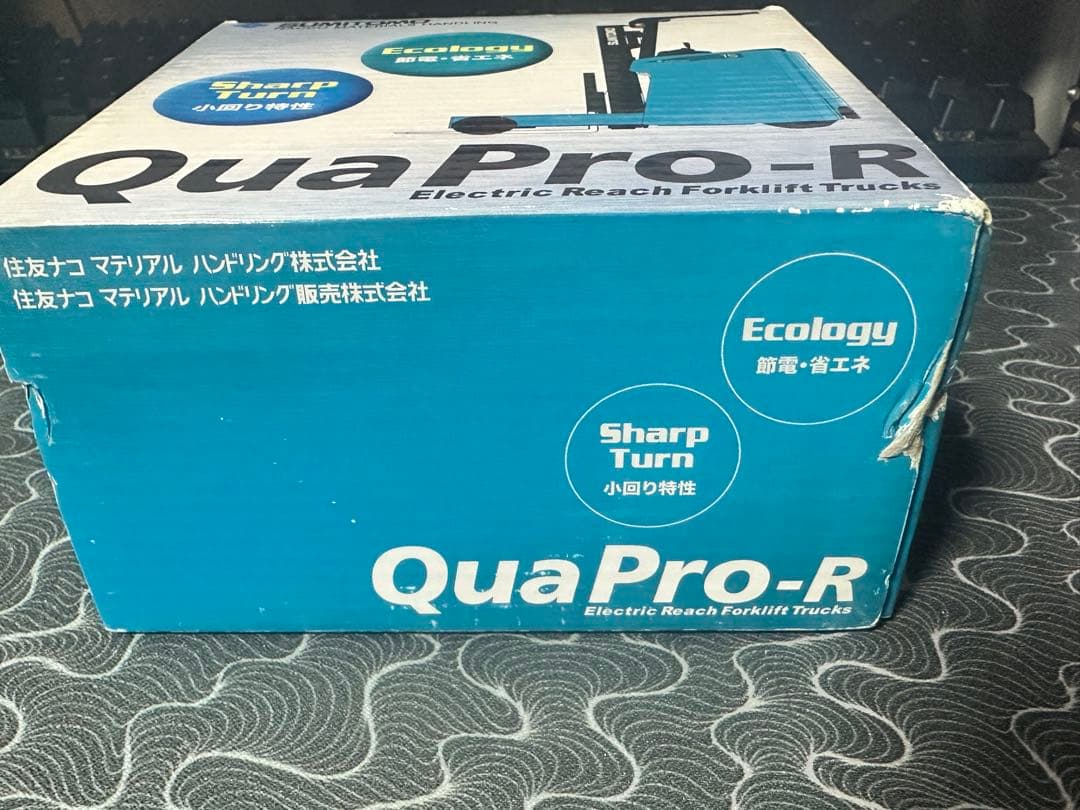 SUMITOMO
Ecology
節電・省エネ
Sharp
Turn
小回り特性
QuaPro-R
Electric Reach Forklift Trucks
住友ナコ マテリアル ハンドリング株式会社
住友ナコ マテリアル ハンドリング販売株式会社
Ecology
節電・省エネ
Sharp
Turn
小回り特性
QuaPro-R
Electric Reach Forklift Trucks